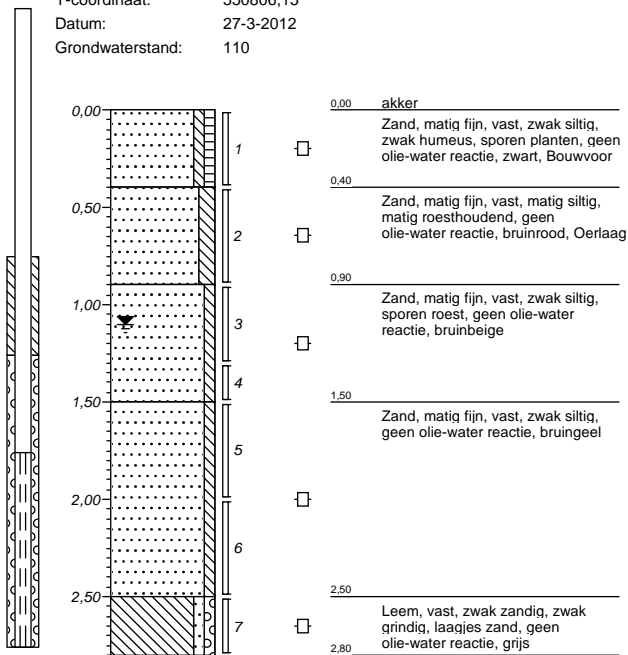 Y-coördinaat: 550806,15
Datum: 27-3-2012
Grondwaterstand: 110
0,00
0,50
1,00
1,50
2,00
2,50
1
2
3
4
5
6
7
0,00 akker
Zand, matig fijn, vast, zwak siltig,
zwak humeus, sporen planten, geen
olie-water reactie, zwart, Bouwvoor
0,40
Zand, matig fijn, vast, matig siltig,
matig roesthoudend, geen
olie-water reactie, bruinrood, Oerlaag
0,90
Zand, matig fijn, vast, zwak siltig,
sporen roest, geen olie-water
reactie, bruinbeige
1,50
Zand, matig fijn, vast, zwak siltig,
geen olie-water reactie, bruingeel
2,50
Leem, vast, zwak zandig, zwak
grindig, laagjes zand, geen
olie-water reactie, grijs
2,80